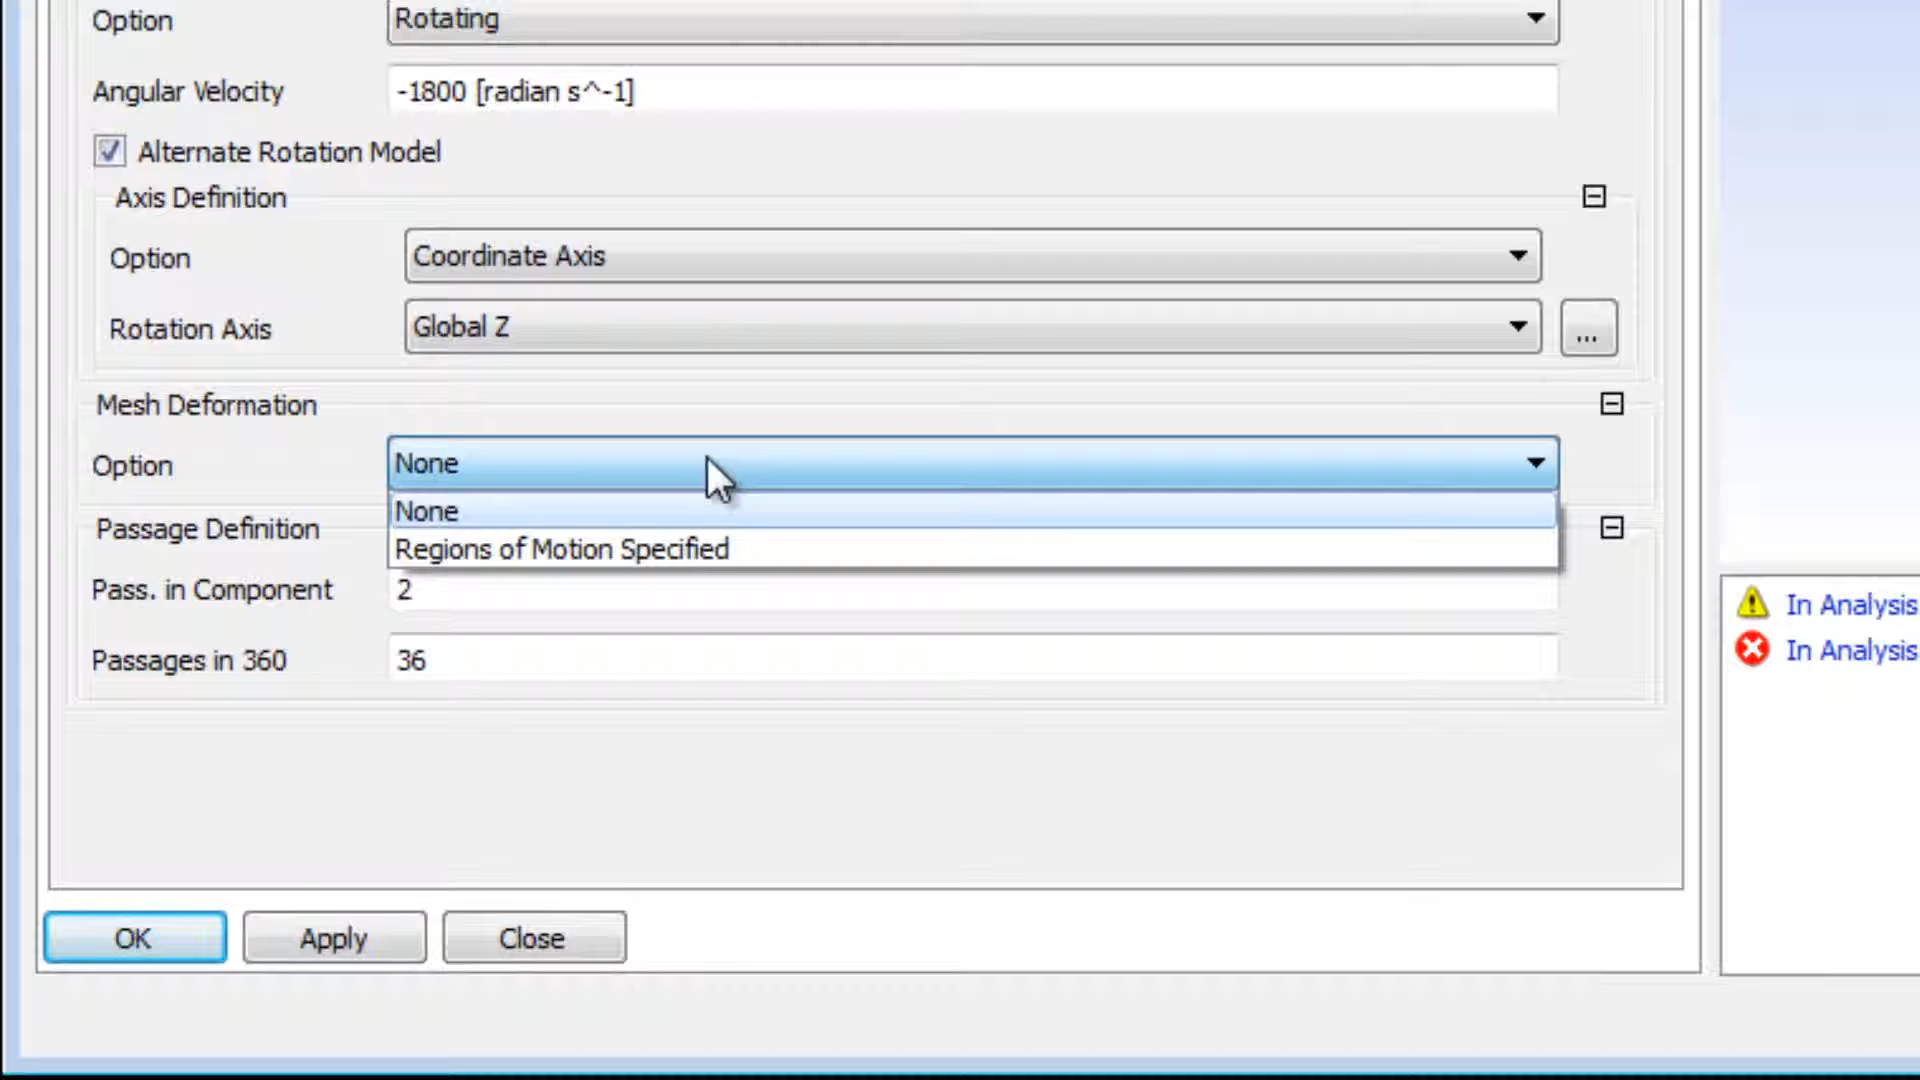 Option
Rotating
Angular Velocity
-1800 [radian s^-1]
Alternate Rotation Model
Axis Definition
Option
Coordinate Axis
Rotation Axis
Global Z
...
Mesh Deformation
Option
None
None
Regions of Motion Specified
Passage Definition
Pass. in Component
2
Passages in 360
36
In Analysis
In Analysis
OK
Apply
Close